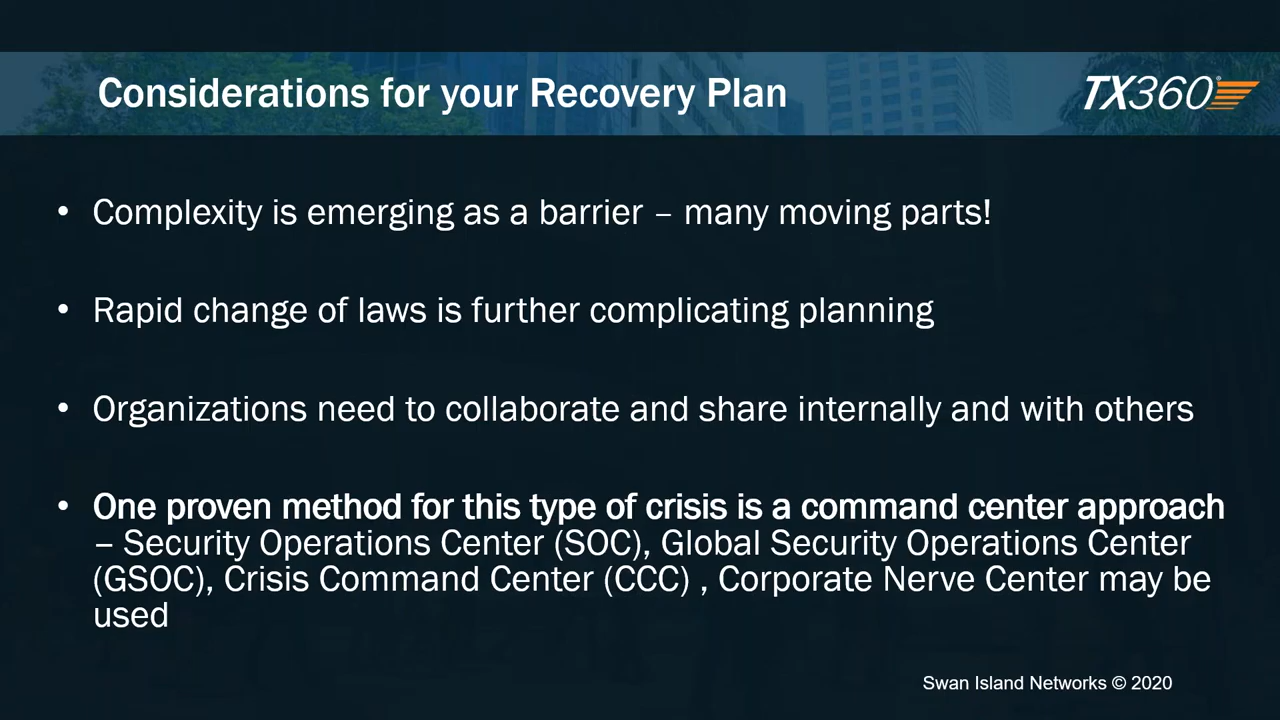 Considerations for your Recovery Plan
TX360®
• Complexity is emerging as a barrier – many moving parts!
• Rapid change of laws is further complicating planning
• Organizations need to collaborate and share internally and with others
• One proven method for this type of crisis is a command center approach
– Security Operations Center (SOC), Global Security Operations Center
(GSOC), Crisis Command Center (CCC) , Corporate Nerve Center may be
used
Swan Island Networks © 2020